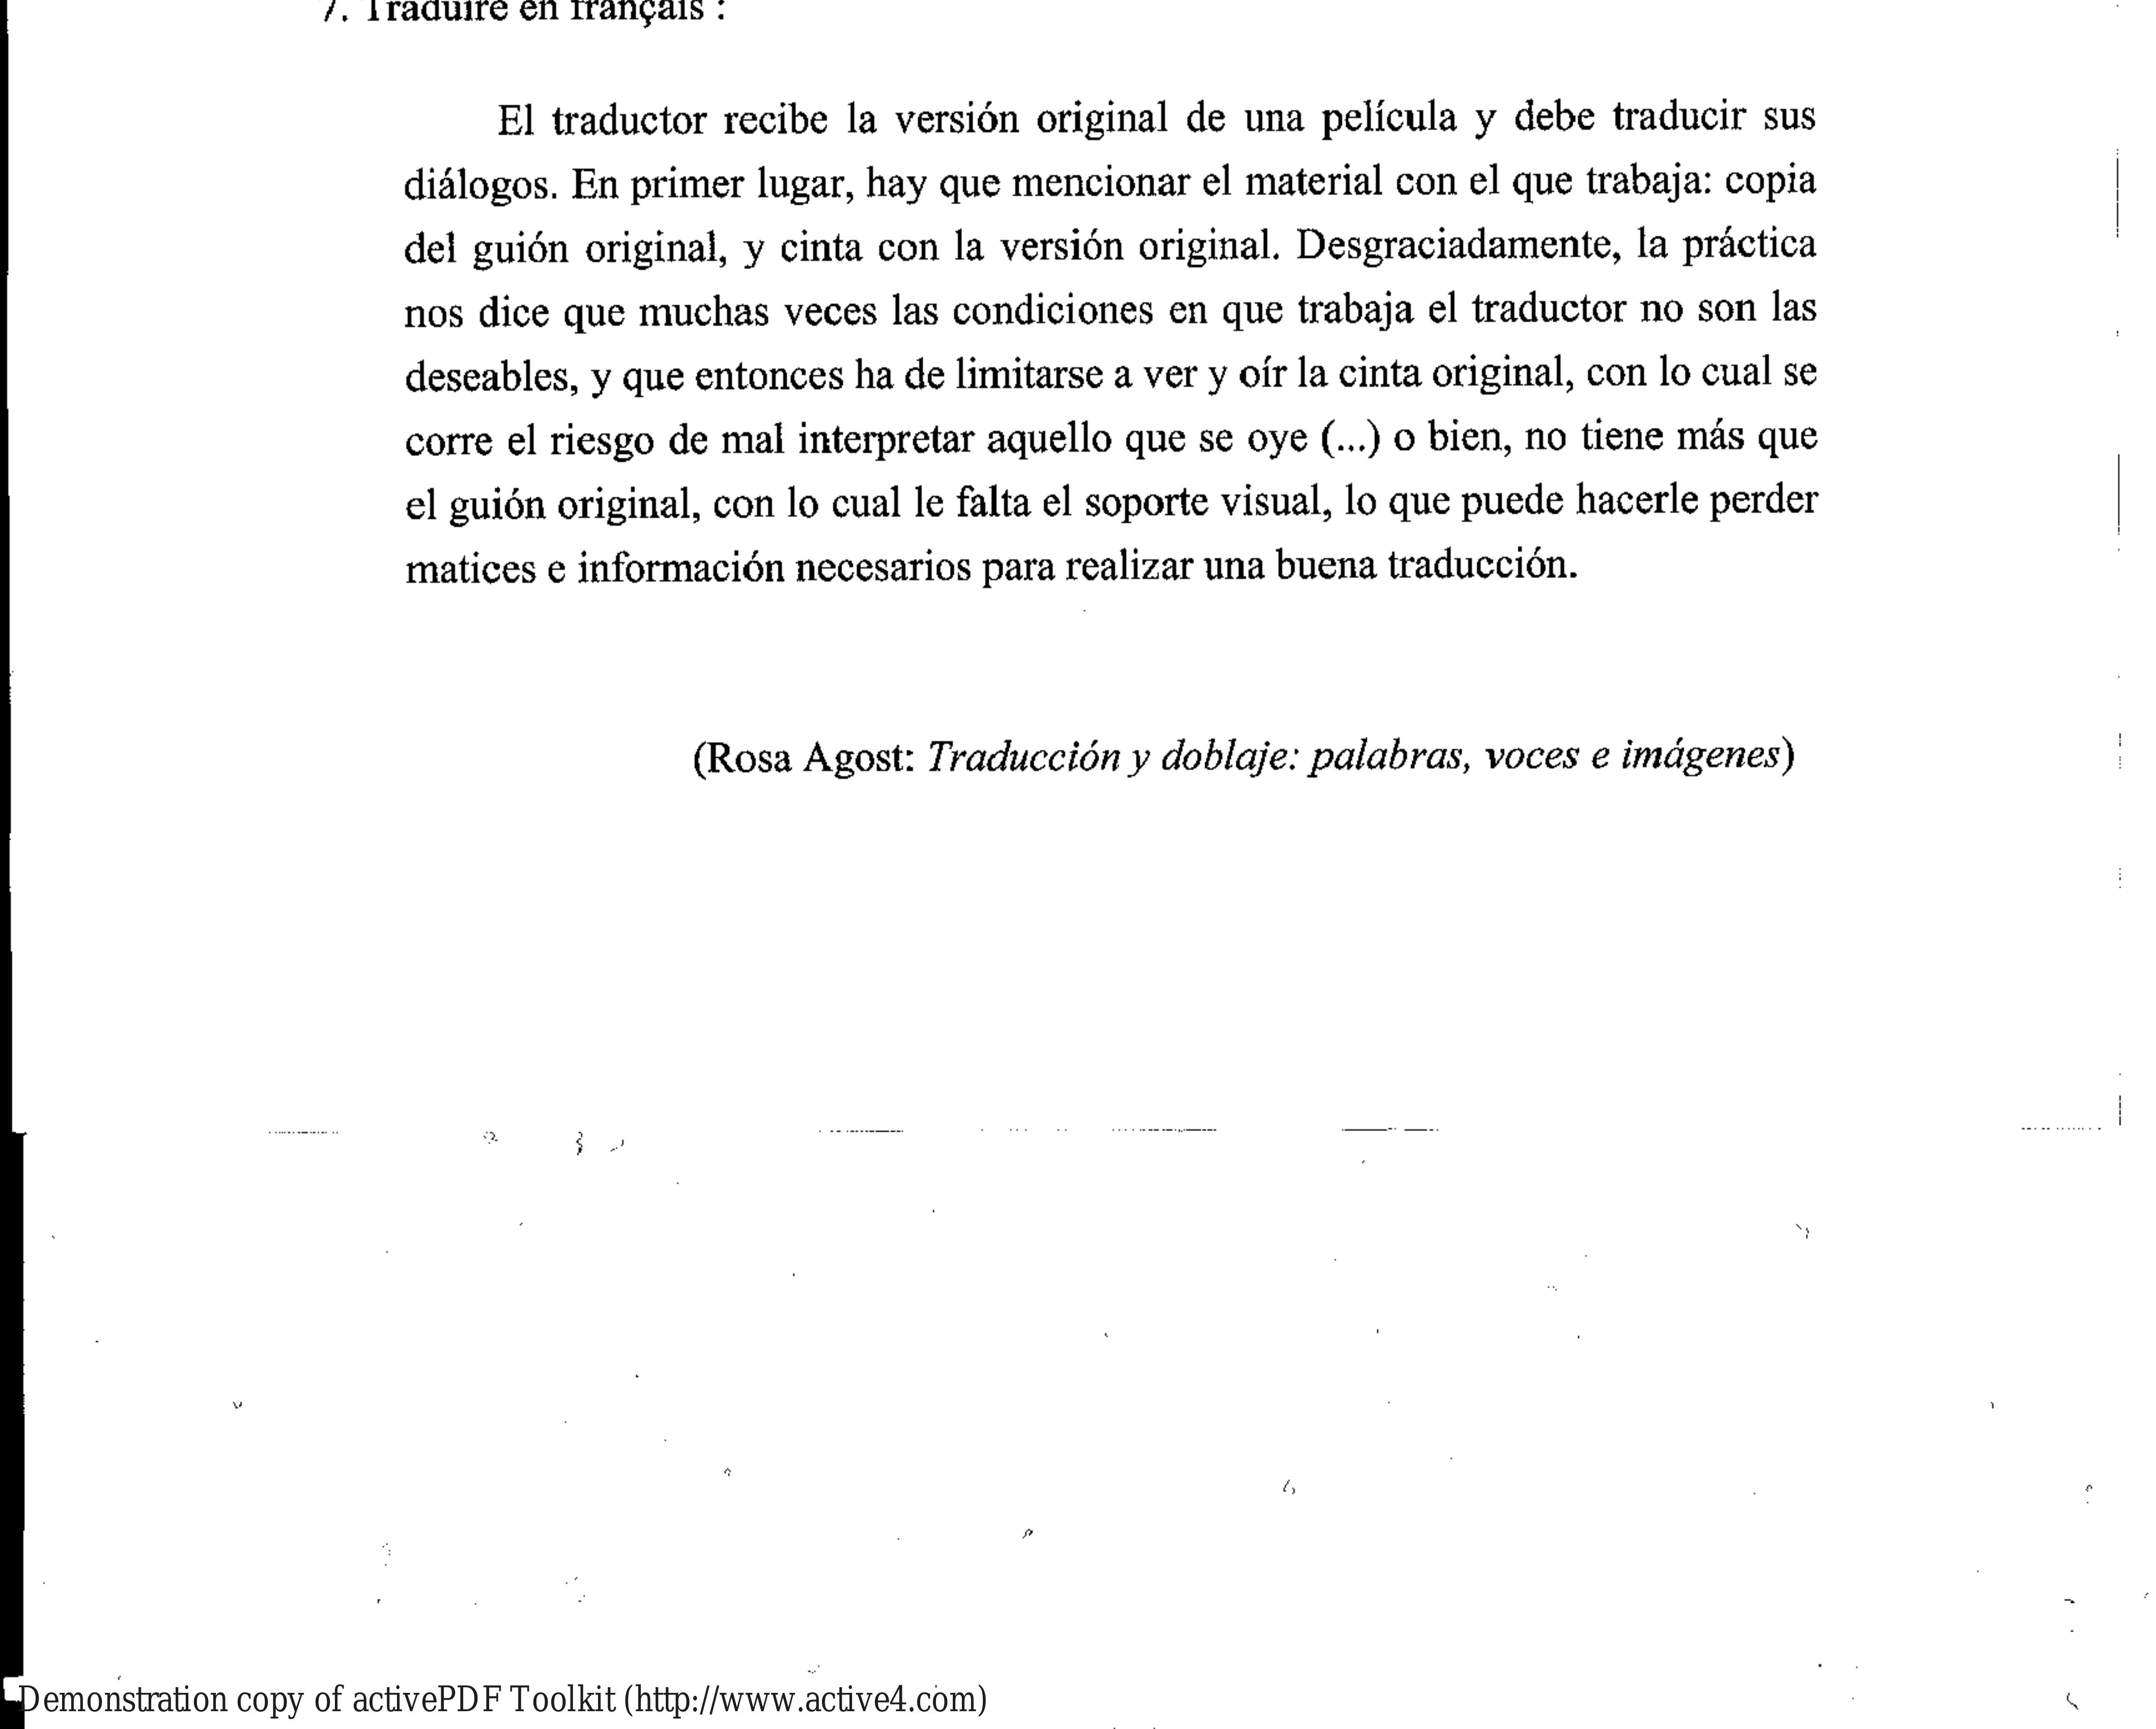 7. Traduire en français :
El traductor recibe la versión original de una película y debe traducir sus
diálogos. En primer lugar, hay que mencionar el material con el que trabaja: copia
del guión original, y cinta con la versión original. Desgraciadamente, la práctica
nos dice que muchas veces las condiciones en que trabaja el traductor no son las
deseables, y que entonces ha de limitarse a ver y oír la cinta original, con lo cual se
corre el riesgo de mal interpretar aquello que se oye (...) o bien, no tiene más que
el guión original, con lo cual le falta el soporte visual, lo que puede hacerle perder
matices e información necesarios para realizar una buena traducción.
(Rosa Agost: Traducción y doblaje: palabras, voces e imágenes)
Demonstration copy of activePDF Toolkit (http://www.active4.com)